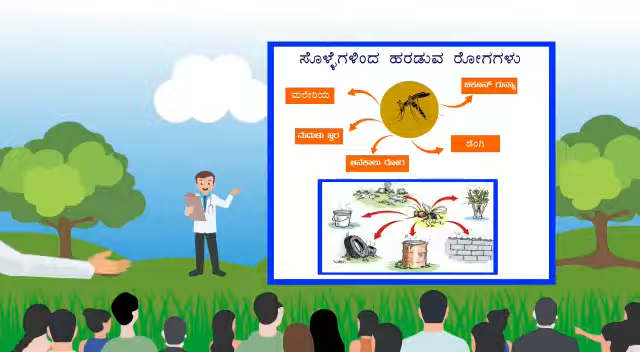 ಸೊಳ್ಳೆಗಳಿಂದ ಹರಡುವ ರೋಗಗಳು
ಮಲೇರಿಯ
ಚಿಕೂನ್ ಗುನ್ಯಾ
ಮೆದುಳು ಜ್ವರ
ಡೆಂಗಿ
ಆನೆಕಾಲು ರೋಗ